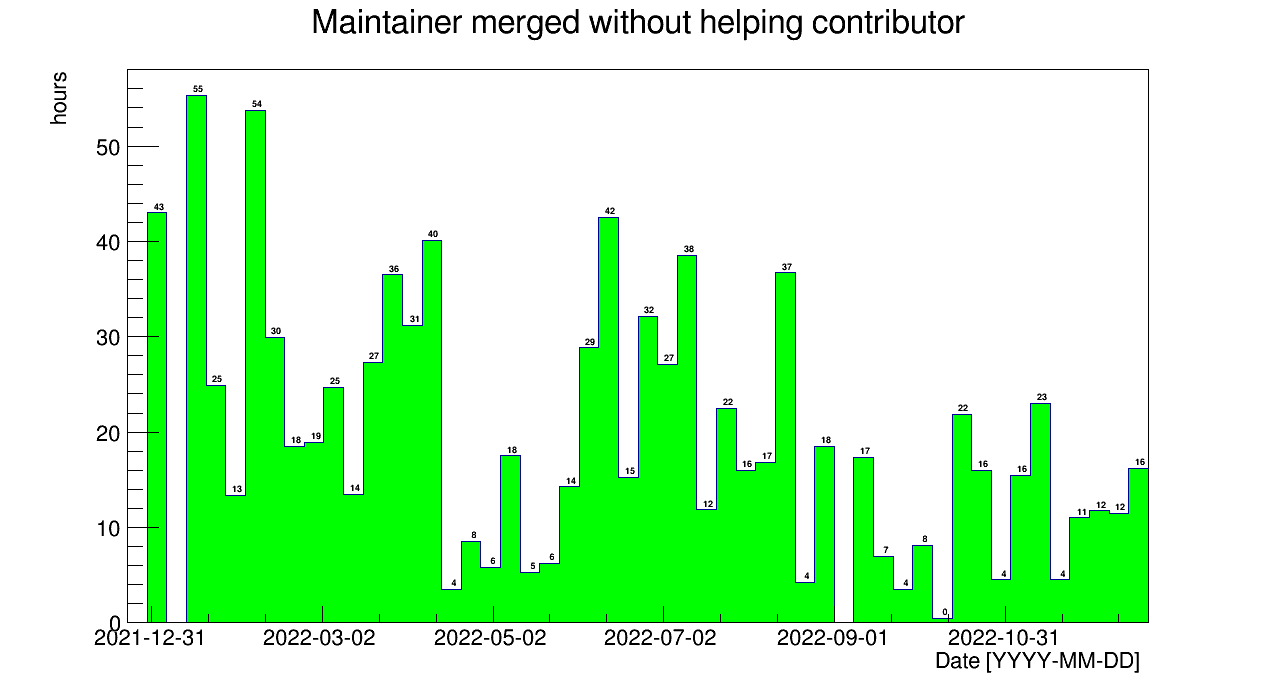 Maintainer merged without helping contributor
hours
50
40
30
20
10
0
43 55 25 13 54 30 18 19 25 14 27 36 31 40 4 8 6 18 5 6 14 29 42 15 32 27 38 12 22 16 17 37 4 18 17 7 4 8 0 22 16 4 16 23 4 11 12 12 16
2021-12-31 2022-03-02 2022-05-02 2022-07-02 2022-09-01 2022-10-31
Date [YYYY-MM-DD]